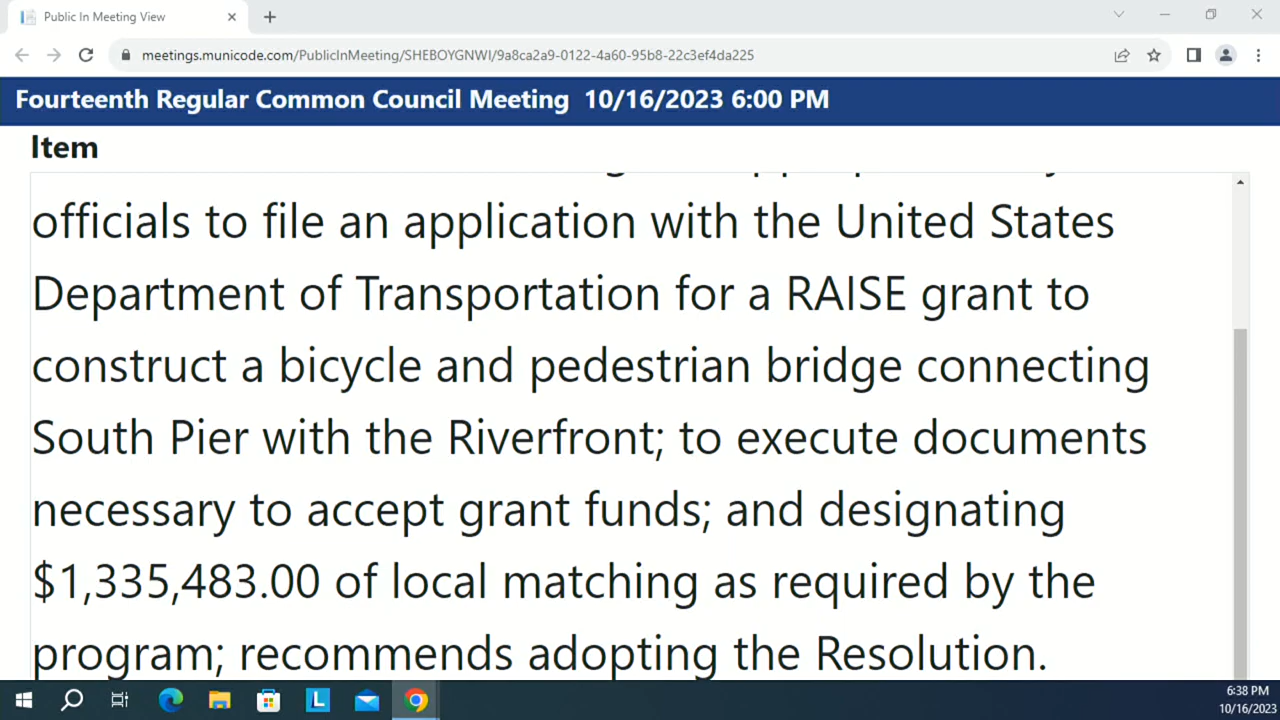 Public In Meeting View
meetings.municode.com/PublicInMeeting/SHEBOYGNWI/9a8ca2a9-0122-4a60-95b8-22c3ef4da225
Fourteenth Regular Common Council Meeting 10/16/2023 6:00 PM
Item
officials to file an application with the United States
Department of Transportation for a RAISE grant to
construct a bicycle and pedestrian bridge connecting
South Pier with the Riverfront; to execute documents
necessary to accept grant funds; and designating
$1,335,483.00 of local matching as required by the
program; recommends adopting the Resolution.
L
6:38 PM
10/16/2023